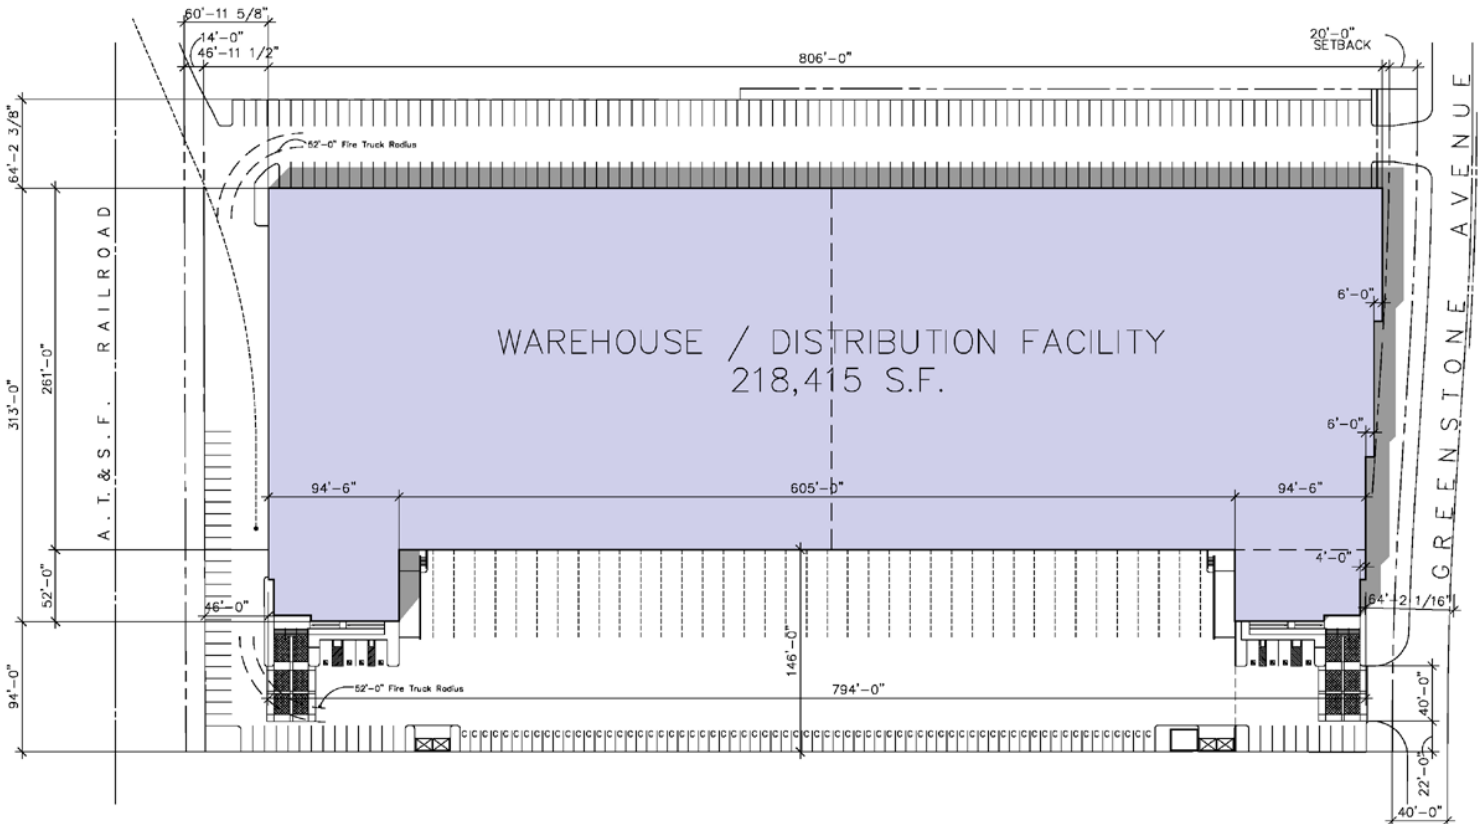 60'-11 5/8"
14'-0"
46'-11 1/2"
806'-0"
20'-0"
SETBACK
64'-2 3/8"
52'-0" Fire Truck Radius
A.T.&S.F. RAILROAD
GREENSTONE AVENUE
313'-0"
261'-0"
6'-0"
WAREHOUSE / DISTRIBUTION FACILITY
218,415 S.F.
6'-0"
94'-6"
605'-0"
94'-6"
4'-0"
52'-0"
46'-0"
64'-2 1/16"
146'-0"
94'-0"
52'-0" Fire Truck Radius
794'-0"
40'-0"
CCCCCCCCCCCCCCCCCCCCCCCCCCCCCCCCCCCCCCCCCCCCCCCCCCCCCCCCCCCCCCCCCCCCCC
22'-0"
40'-0"